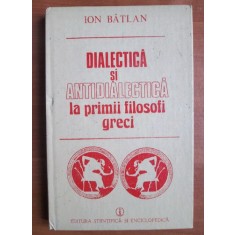 ION BĂTLAN
DIALECTICĂ
și
ANTIDIALECTICĂ
la primii filosofi
greci
EDITURA ȘTIINȚIFICĂ ȘI ENCICLOPEDICĂ